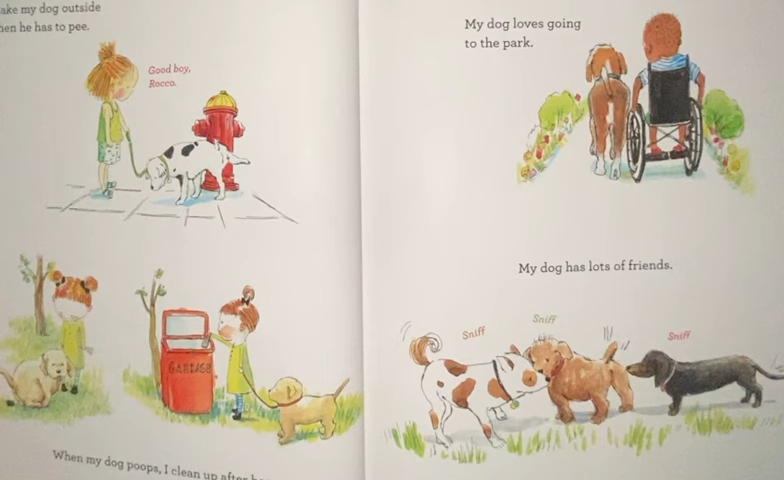 ake my dog outside
hen he has to pee.
Good boy,
Rocco.
GARBAGE
When my dog poops, I clean up after
My dog loves going
to the park.
My dog has lots of friends.
Sniff
Sniff
Sniff